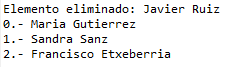 Elemento eliminado: Javier Ruiz
0.- Maria Gutierrez
1.- Sandra Sanz
2.- Francisco Etxeberria